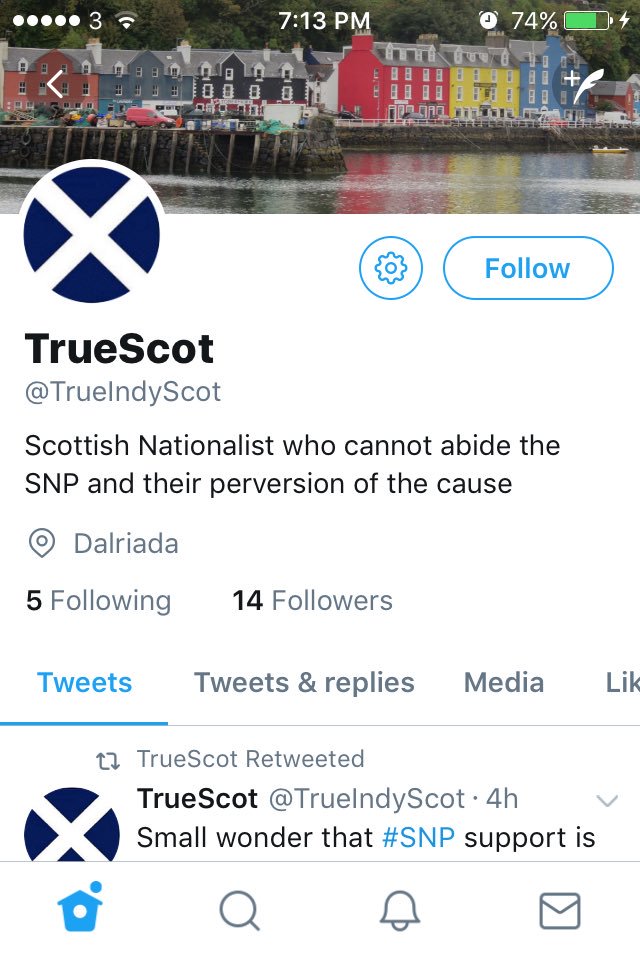 3 7:13 PM 74%
Follow
TrueScot
@TrueIndyScot
Scottish Nationalist who cannot abide the
SNP and their perversion of the cause
Dalriada
5 Following 14 Followers
Tweets Tweets & replies Media Lik
TrueScot Retweeted
TrueScot @TrueIndyScot · 4h
Small wonder that #SNP support is